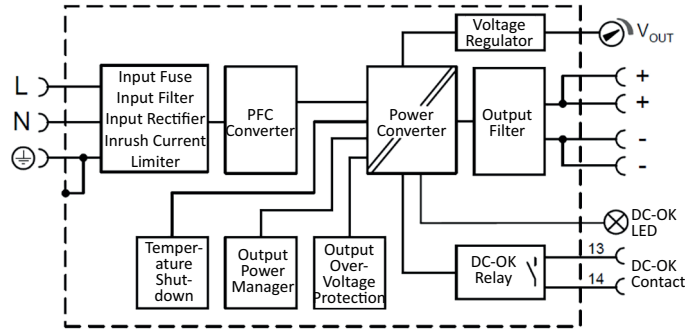 Voltage
Regulator
VOUT
L
N
Input Fuse
Input Filter
Input Rectifier
Inrush Current
Limiter
PFC
Converter
Power
Converter
Output
Filter
+
+
-
-
Temper-
ature
Shut-
down
Output
Power
Manager
Output
Over-
Voltage
Protection
DC-OK
Relay
DC-OK
LED
13
14
DC-OK
Contact